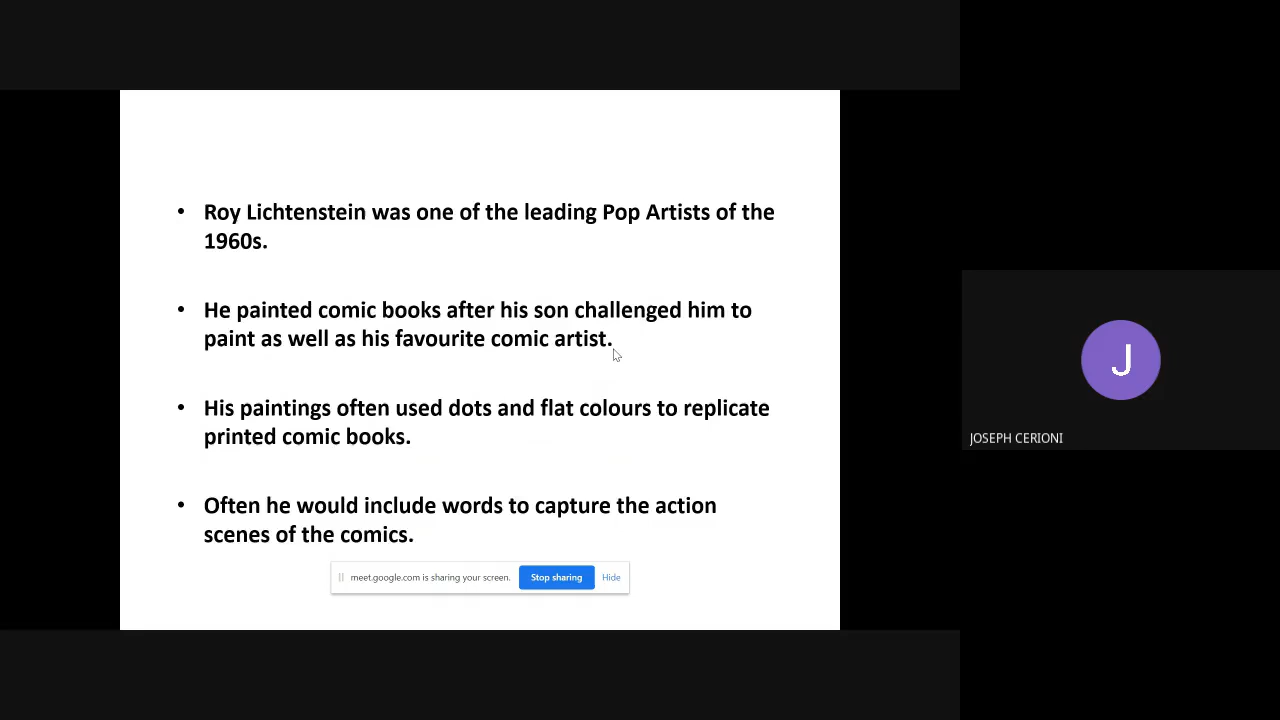 • Roy Lichtenstein was one of the leading Pop Artists of the
1960s.
• He painted comic books after his son challenged him to
paint as well as his favourite comic artist.
• His paintings often used dots and flat colours to replicate
printed comic books.
• Often he would include words to capture the action
scenes of the comics.
meet.google.com is sharing your screen. Stop sharing Hide
J
JOSEPH CERIONI